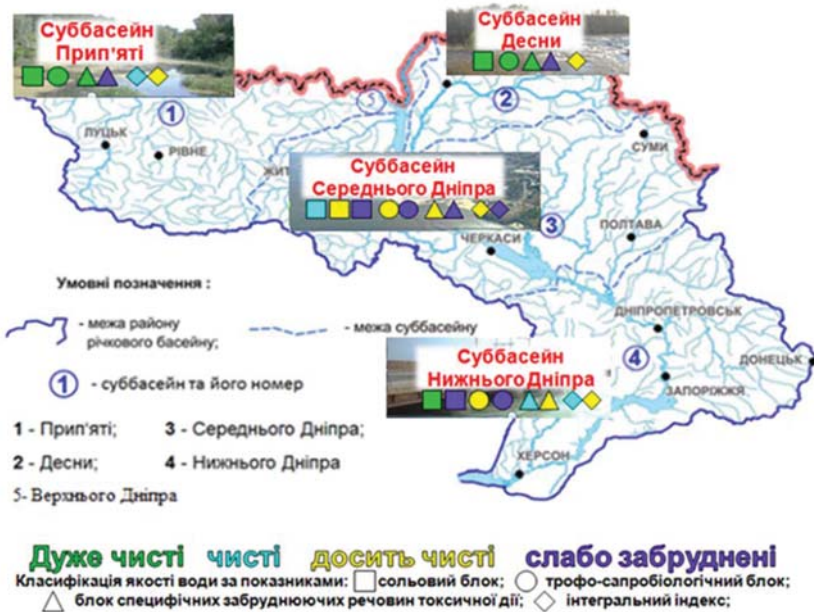 Суббасейн
Прип'яті
Суббасейн
Десни
1
5
2
ЛУЦЬК
РІВНЕ
СУМИ
ЖИТ
Суббасейн
Середнього Дніпра
3
ПОЛТАВА
ЧЕРКАСИ
Умовні позначення :
- межа району
річкового басейну;
- межа суббасейну
ДНІПРОПЕТРОВСЬК
Суббасейн
Нижнього Дніпра
4
ДОНЕЦЬК
ЗАПОРІЖЖЯ
1 - суббасейн та його номер
1 - Прип'яті; 3 - Середнього Дніпра;
2 - Десни; 4 - Нижнього Дніпра
ХЕРСОН
5- Верхнього Дніпра
Дуже чисті чисті досить чисті слабо забруднені
Класифікація якості води за показниками: сольовий блок; трофо-сапробіологічний блок;
блок специфічних забруднюючих речовин токсичної дії; інтегральний індекс;